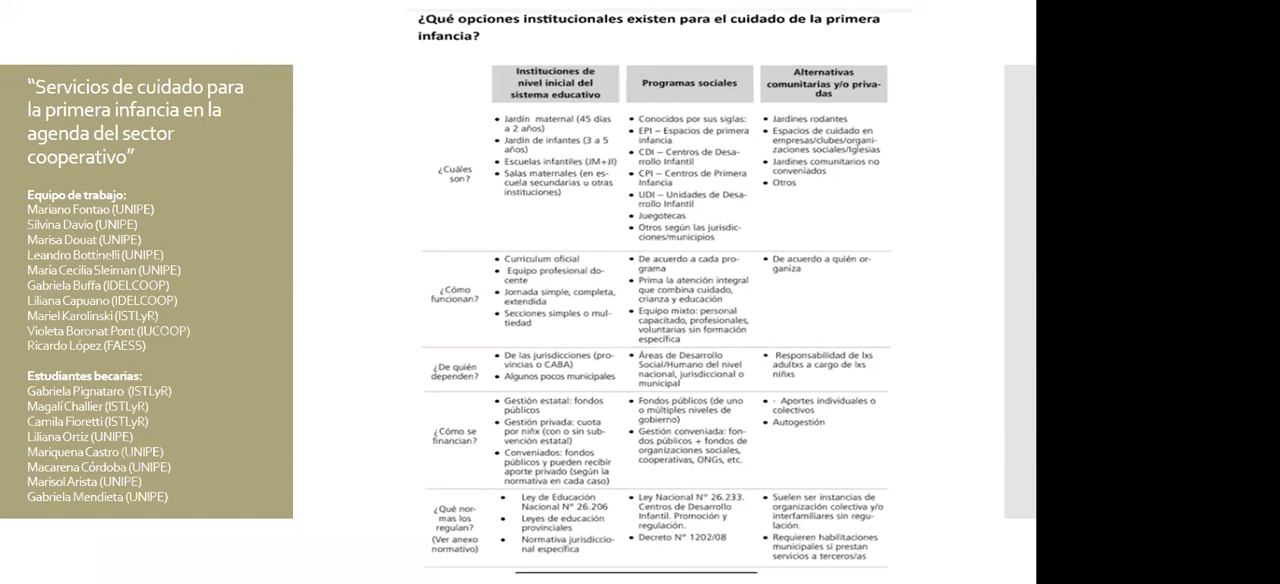 “Servicios de cuidado para
la primera infancia en la
agenda del sector
cooperativo”
Equipo de trabajo:
Mariano Fontao (UNIPE)
Silvina Davio (UNIPE)
Marisa Douat (UNIPE)
Leandro Bottinelli (UNIPE)
María Cecilia Sleiman (UNIPE)
Gabriela Buffa (IDELCOOP)
Liliana Capuano (IDELCOOP)
Mariel Karolinski (ISTLyR)
Violeta Boronat Pont (IUCOOP)
Ricardo López (FAESS)
Estudiantes becarias:
Gabriela Pignataro (ISTLyR)
Magalí Challier (ISTLyR)
Camila Fioretti (ISTLyR)
Liliana Ortiz (UNIPE)
Mariquena Castro (UNIPE)
Macarena Córdoba (UNIPE)
Marisol Arista (UNIPE)
Gabriela Mendieta (UNIPE)
¿Qué opciones institucionales existen para el cuidado de la primera
infancia?
Instituciones de
nivel inicial del
sistema educativo
Programas sociales
Alternativas
comunitarias y/o priva-
das
¿Cuáles
son?
• Jardín maternal (45 días
a 2 años)
• Jardín de infantes (3 a 5
años)
• Escuelas infantiles (JM+JI)
• Salas maternales (en es-
cuela secundarias u otras
instituciones)
• Conocidos por sus siglas:
• EPI – Espacios de primera
infancia
• CDI – Centros de Desa-
rrollo Infantil
• CPI – Centros de Primera
Infancia
• UDI – Unidades de Desa-
rrollo Infantil
• Juegotecas
• Otros según las jurisdic-
ciones/municipios
• Jardines rodantes
• Espacios de cuidado en
empresas/clubes/organi-
zaciones sociales/Iglesias
• Jardines comunitarios no
conveniados
• Otros
¿Cómo
funcionan?
• Curriculum oficial
• Equipo profesional do-
cente
• Jornada simple, completa,
extendida
• Secciones simples o mul-
tiedad
• De acuerdo a cada pro-
grama
• Prima la atención integral
que combina cuidado,
crianza y educación
• Equipo mixto: personal
capacitado, profesionales,
voluntarias sin formación
específica
• De acuerdo a quién or-
ganiza
¿De quién
dependen?
• De las jurisdicciones (pro-
vincias o CABA)
• Algunos pocos municipales
• Áreas de Desarrollo
Social/Humano del nivel
nacional, jurisdiccional o
municipal
• Responsabilidad de lxs
adultxs a cargo de lxs
niñxs
¿Cómo se
financian?
• Gestión estatal: fondos
públicos
• Gestión privada: cuota
por niñx (con o sin sub-
vención estatal)
• Conveniados: fondos
públicos y pueden recibir
aporte privado (según la
normativa en cada caso)
• Fondos públicos (de uno
o múltiples niveles de
gobierno)
• Gestión conveniada: fon-
dos públicos + fondos de
organizaciones sociales,
cooperativas, ONGs, etc.
• - Aportes individuales o
colectivos
• Autogestión
¿Qué nor-
mas los
regulan?
(Ver anexo
normativo)
• Ley de Educación
Nacional N° 26.206
• Leyes de educación
provinciales
• Normativa jurisdiccio-
nal específica
• Ley Nacional N° 26.233.
Centros de Desarrollo
Infantil. Promoción y
regulación.
• Decreto N° 1202/08
• Suelen ser instancias de
organización colectiva y/o
interfamiliares sin regu-
lación.
• Requieren habilitaciones
municipales si prestan
servicios a terceros/as